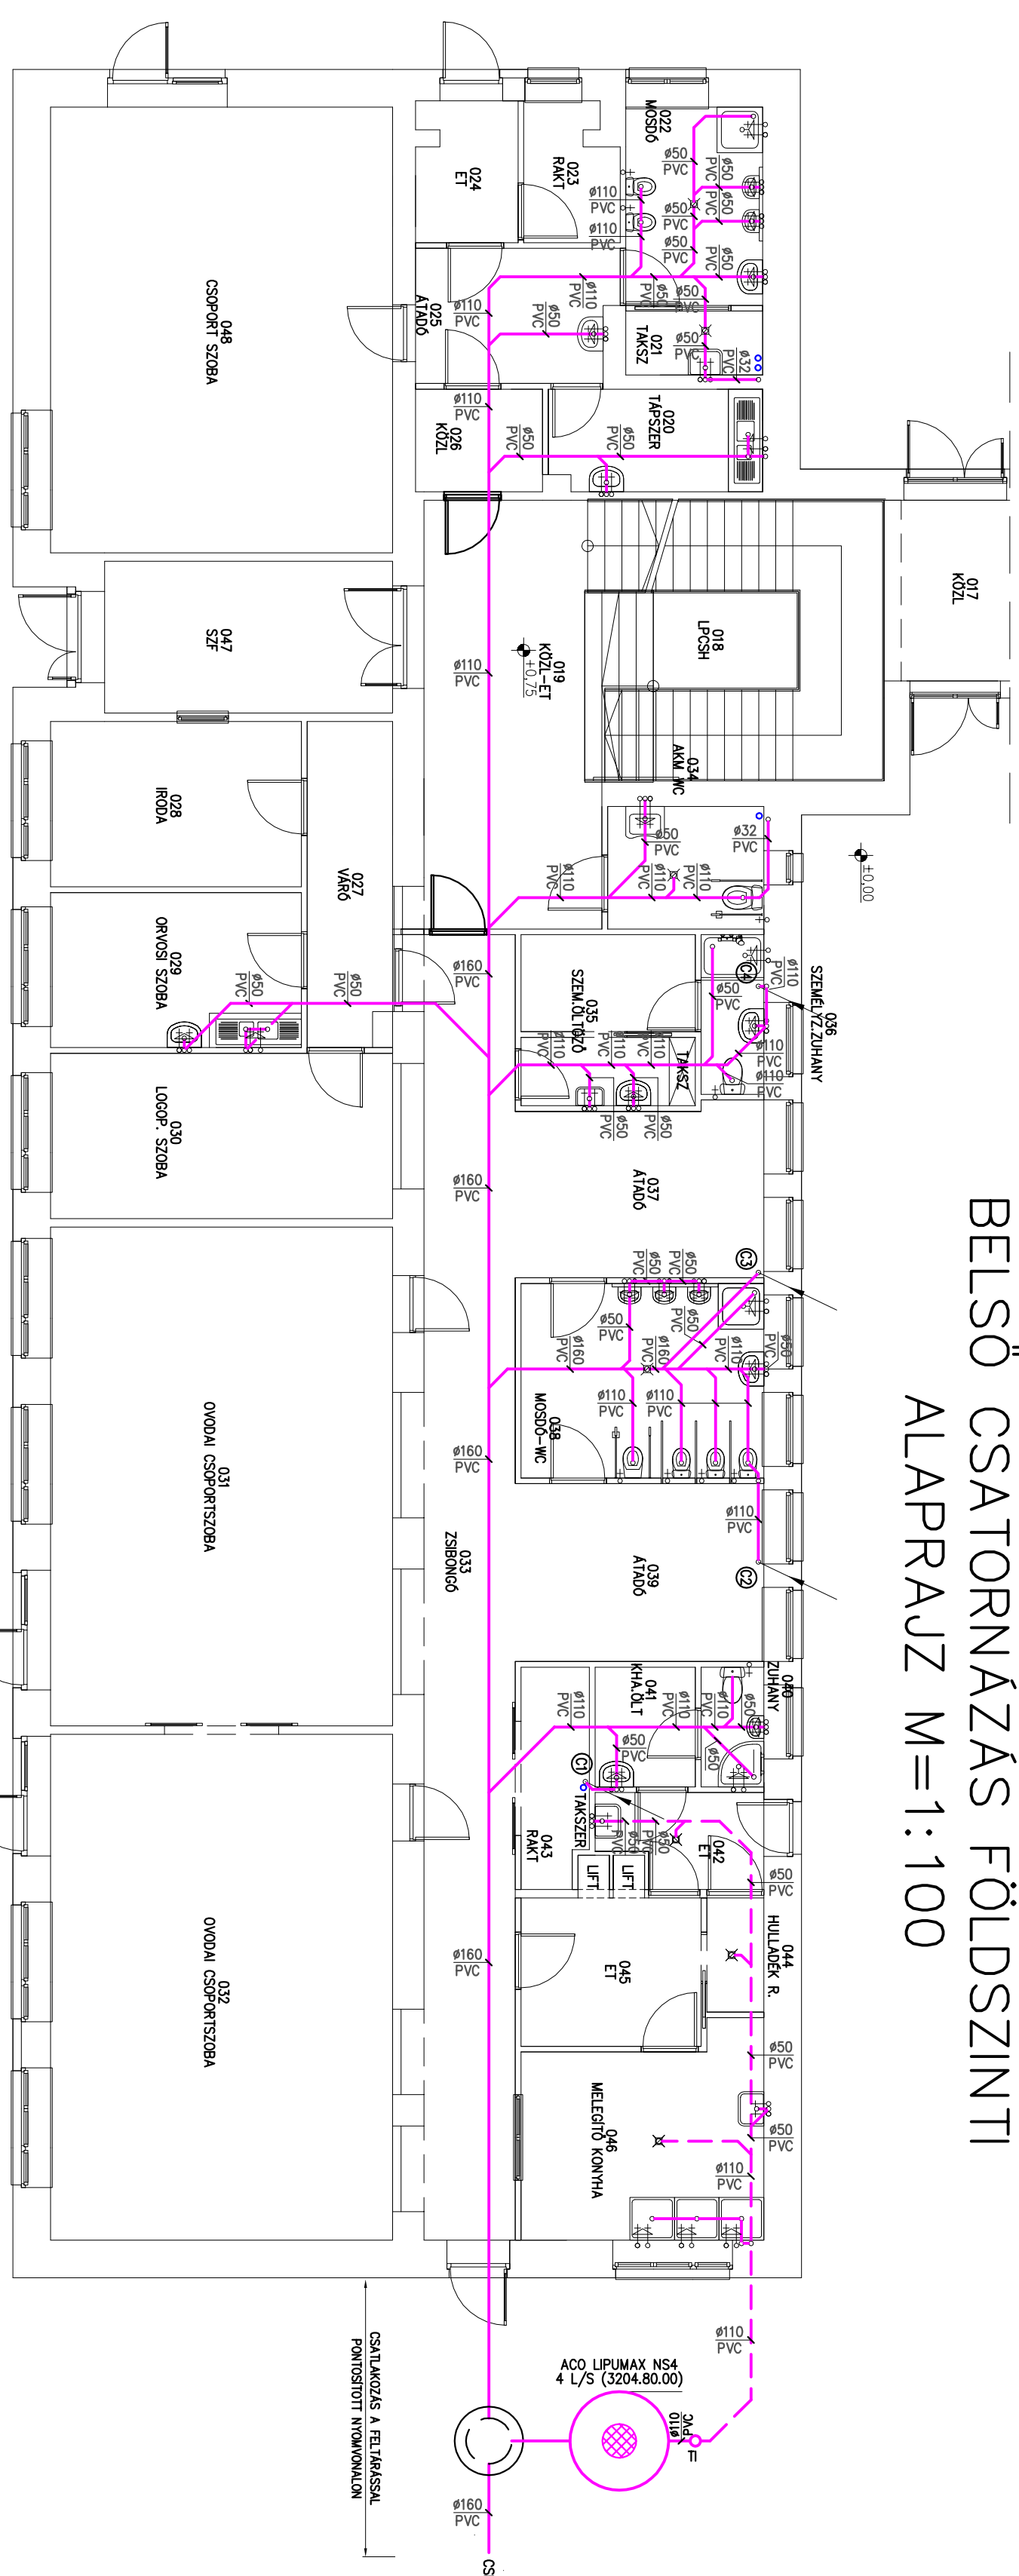 BELSŐ CSATORNÁZÁS FÖLDSZINTI
ALAPRAJZ M=1:100
017
KÖZL
018
LPCSH
019
KÖZL-ET
+0,75
±0,00
020
TÁPSZER
021
TAKSZ
022
MOSDÓ
023
RAKT
024
ET
025
ÁTADÓ
026
KÖZL
027
VÁRÓ
028
IRODA
029
ORVOSI SZOBA
030
LOGOP. SZOBA
031
OVODAI CSOPORTSZOBA
032
OVODAI CSOPORTSZOBA
033
ZSIBONGÓ
034
AKM WC
035
SZEM.ÖLTÖZŐ
TAKSZ
036
SZEMÉLYZ.ZUHANY
037
ÁTADÓ
038
MOSDÓ-WC
039
ÁTADÓ
040
ZUHANY
041
KHA.ÖLT
042
ET
043
RAKT
TAKSZER
LIFT
LIFT
044
HULLADÉK R.
045
ET
046
MELEGÍTŐ KONYHA
047
SZF
048
CSOPORT SZOBA
C1
C2
C3
C4
ø32
PVC
ø50
PVC
ø110
PVC
ø160
PVC
ACO LIPUMAX NS4
4 L/S (3204.80.00)
PVC
ø110
TI
CSATLAKOZÁS A FELTÁRÁSSAL
PONTOSÍTOTT NYOMVONALON
CS